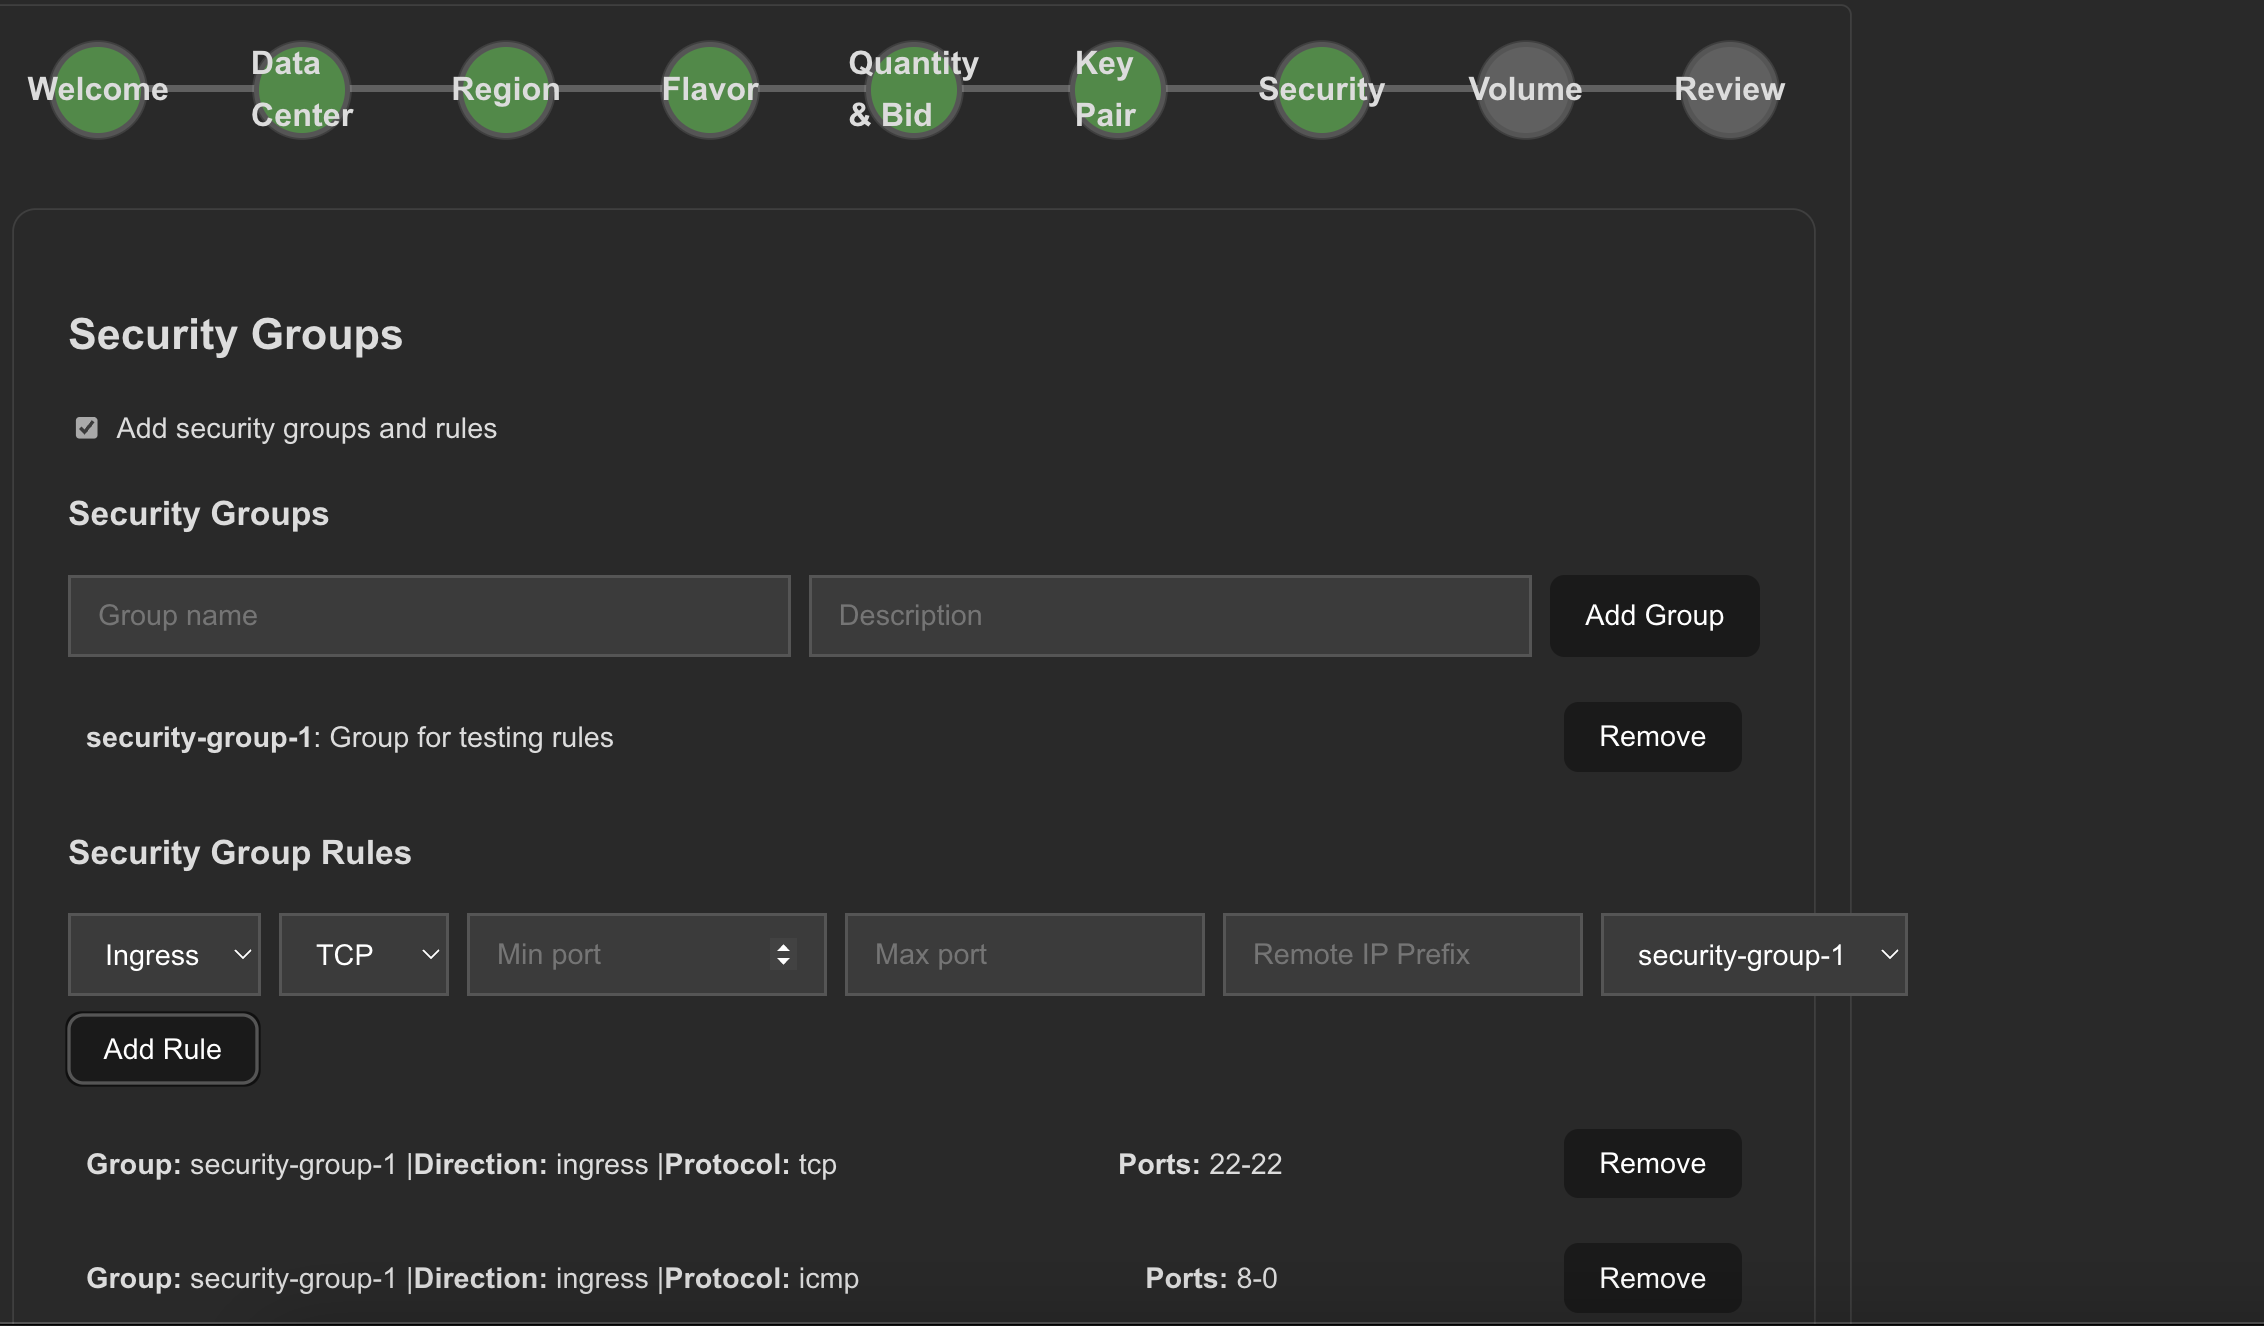 Welcome
Data
Center
Region
Flavor
Quantity
& Bid
Key
Pair
Security
Volume
Review
Security Groups
Add security groups and rules
Security Groups
Group name
Description
Add Group
security-group-1: Group for testing rules
Remove
Security Group Rules
Ingress
TCP
Min port
Max port
Remote IP Prefix
security-group-1
Add Rule
Group: security-group-1 |Direction: ingress |Protocol: tcp
Ports: 22-22
Remove
Group: security-group-1 |Direction: ingress |Protocol: icmp
Ports: 8-0
Remove